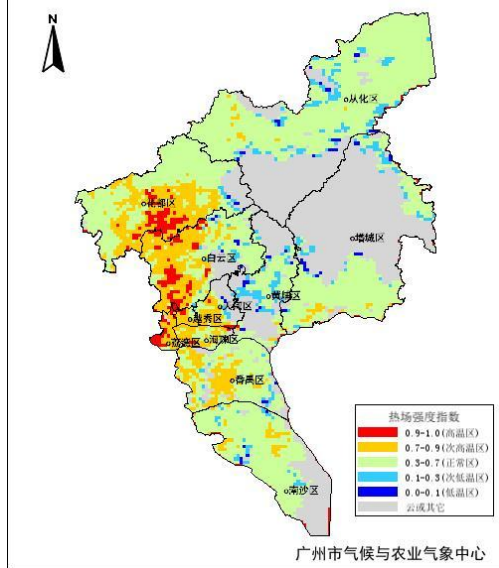 N
从化区
花都区
增城区
白云区
黄埔区
天河区
越秀区
荔湾区
海珠区
番禺区
南沙区
热场强度指数
0.9-1.0(高温区)
0.7-0.9(次高温区)
0.3-0.7(正常区)
0.1-0.3(次低温区)
0.0-0.1(低温区)
云或其它
广州市气候与农业气象中心